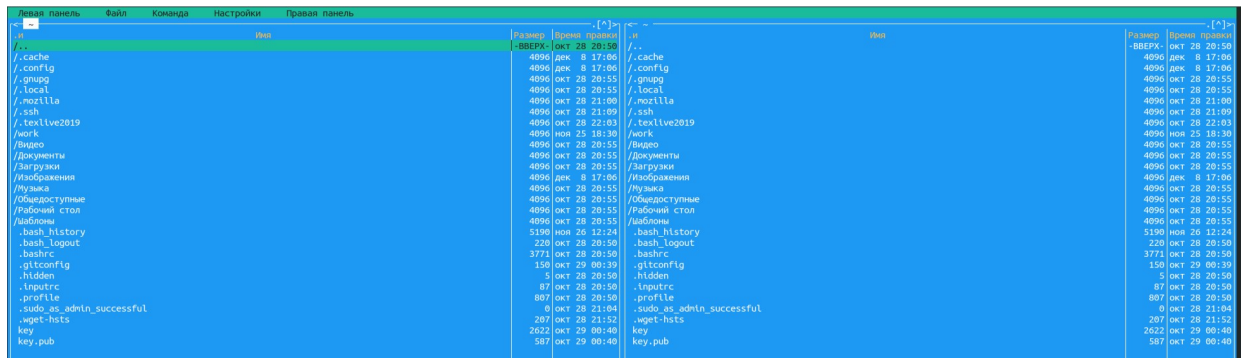 Левая панель Файл Команда Настройки Правая панель
<- ~ .[^]> <- ~ .[^]>
.и Имя Размер Время правки .и Имя Размер Время правки
/.. -ВВЕРХ- окт 28 20:50 /.. -ВВЕРХ- окт 28 20:50
/.cache 4096 дек 8 17:06 /.cache 4096 дек 8 17:06
/.config 4096 дек 8 17:06 /.config 4096 дек 8 17:06
/.gnupg 4096 окт 28 20:55 /.gnupg 4096 окт 28 20:55
/.local 4096 окт 28 20:55 /.local 4096 окт 28 20:55
/.mozilla 4096 окт 28 21:00 /.mozilla 4096 окт 28 21:00
/.ssh 4096 окт 28 21:09 /.ssh 4096 окт 28 21:09
/.texlive2019 4096 окт 28 22:03 /.texlive2019 4096 окт 28 22:03
/work 4096 ноя 25 18:30 /work 4096 ноя 25 18:30
/Видео 4096 окт 28 20:55 /Видео 4096 окт 28 20:55
/Документы 4096 окт 28 20:55 /Документы 4096 окт 28 20:55
/Загрузки 4096 окт 28 20:55 /Загрузки 4096 окт 28 20:55
/Изображения 4096 дек 8 17:06 /Изображения 4096 дек 8 17:06
/Музыка 4096 окт 28 20:55 /Музыка 4096 окт 28 20:55
/Общедоступные 4096 окт 28 20:55 /Общедоступные 4096 окт 28 20:55
/Рабочий стол 4096 окт 28 20:55 /Рабочий стол 4096 окт 28 20:55
/Шаблоны 4096 окт 28 20:55 /Шаблоны 4096 окт 28 20:55
.bash_history 5190 ноя 26 12:24 .bash_history 5190 ноя 26 12:24
.bash_logout 220 окт 28 20:50 .bash_logout 220 окт 28 20:50
.bashrc 3771 окт 28 20:50 .bashrc 3771 окт 28 20:50
.gitconfig 150 окт 29 00:39 .gitconfig 150 окт 29 00:39
.hidden 5 окт 28 20:50 .hidden 5 окт 28 20:50
.inputrc 87 окт 28 20:50 .inputrc 87 окт 28 20:50
.profile 807 окт 28 20:50 .profile 807 окт 28 20:50
.sudo_as_admin_successful 0 окт 28 21:04 .sudo_as_admin_successful 0 окт 28 21:04
.wget-hsts 207 окт 28 21:52 .wget-hsts 207 окт 28 21:52
key 2622 окт 29 00:40 key 2622 окт 29 00:40
key.pub 587 окт 29 00:40 key.pub 587 окт 29 00:40